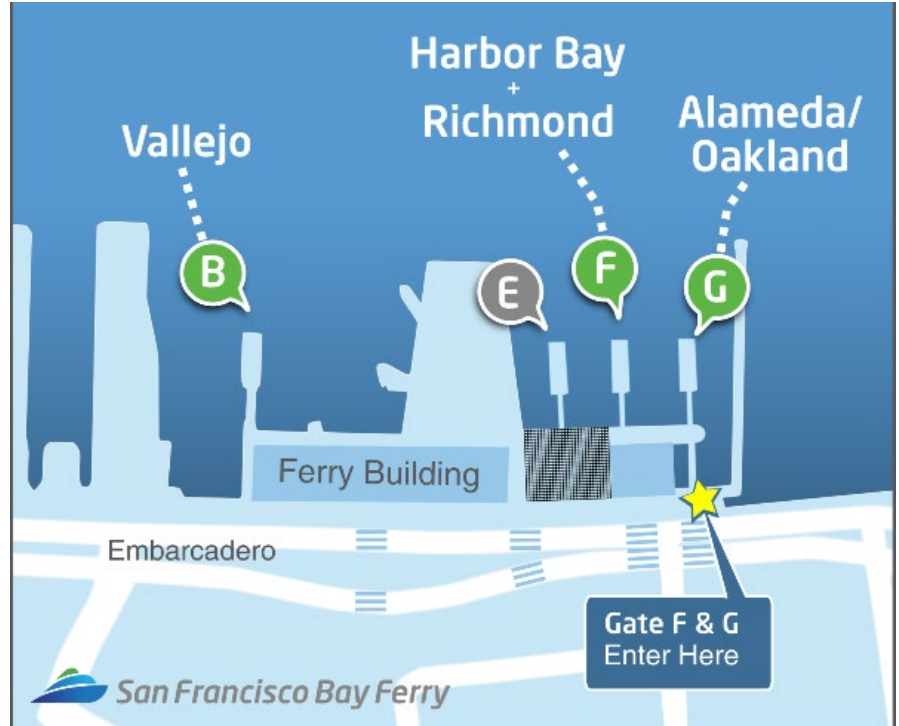 Harbor Bay
+
Richmond
Alameda/
Oakland
Vallejo
B
E
F
G
Ferry Building
Embarcadero
Gate F & G
Enter Here
San Francisco Bay Ferry